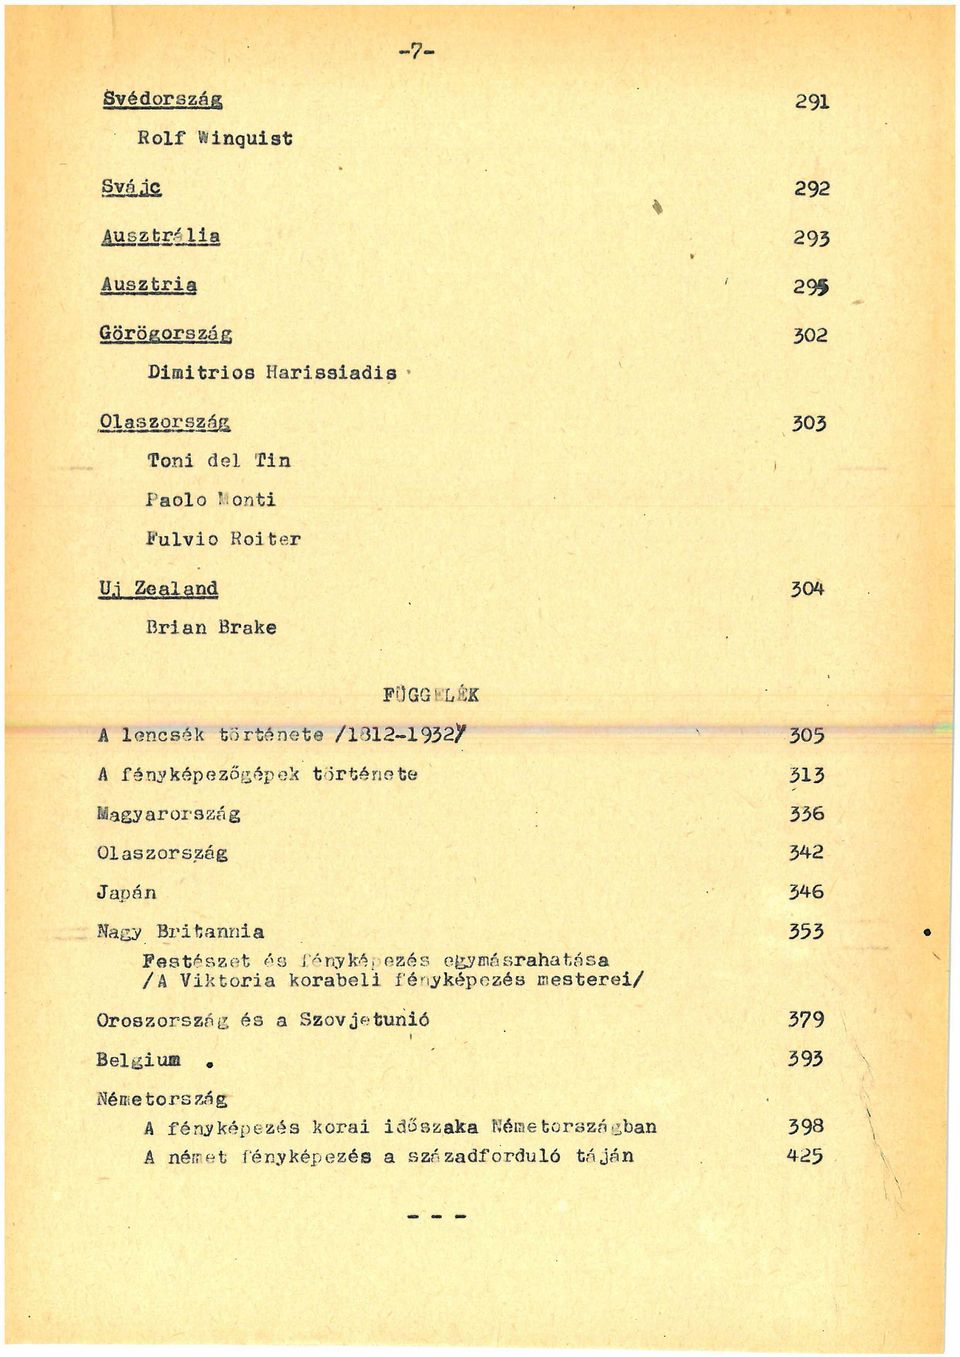 -7-
Svédország 291
Rolf Winquist
Svájc 292
Ausztrália 293
Ausztria 295
Görögország 302
Dimitrios Harissiadis
Olaszország 303
Toni del Tin
Paolo Monti
Fulvio Roiter
Uj Zealand 304
Brian Brake
FÜGGELÉK
A lencsék története /1812-1932/ 305
A fényképezőgépek története 313
Magyarország 336
Olaszország 342
Japán 346
Nagy Britannia 353
Festészet és fényképezés egymásrahatása
/A Viktoria korabeli fényképezés mesterei/
Oroszország és a Szovjetunió 379
Belgium 393
Németország
A fényképezés korai időszaka Németországban 398
A német fényképezés a századforduló táján 425
- - -